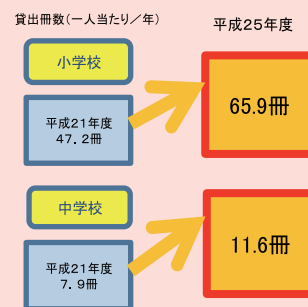 貸出冊数(一人当たり／年)
平成25年度
小学校
平成21年度
47．2冊
65.9冊
中学校
平成21年度
7．9冊
11.6冊